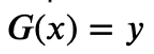 G(x) = y